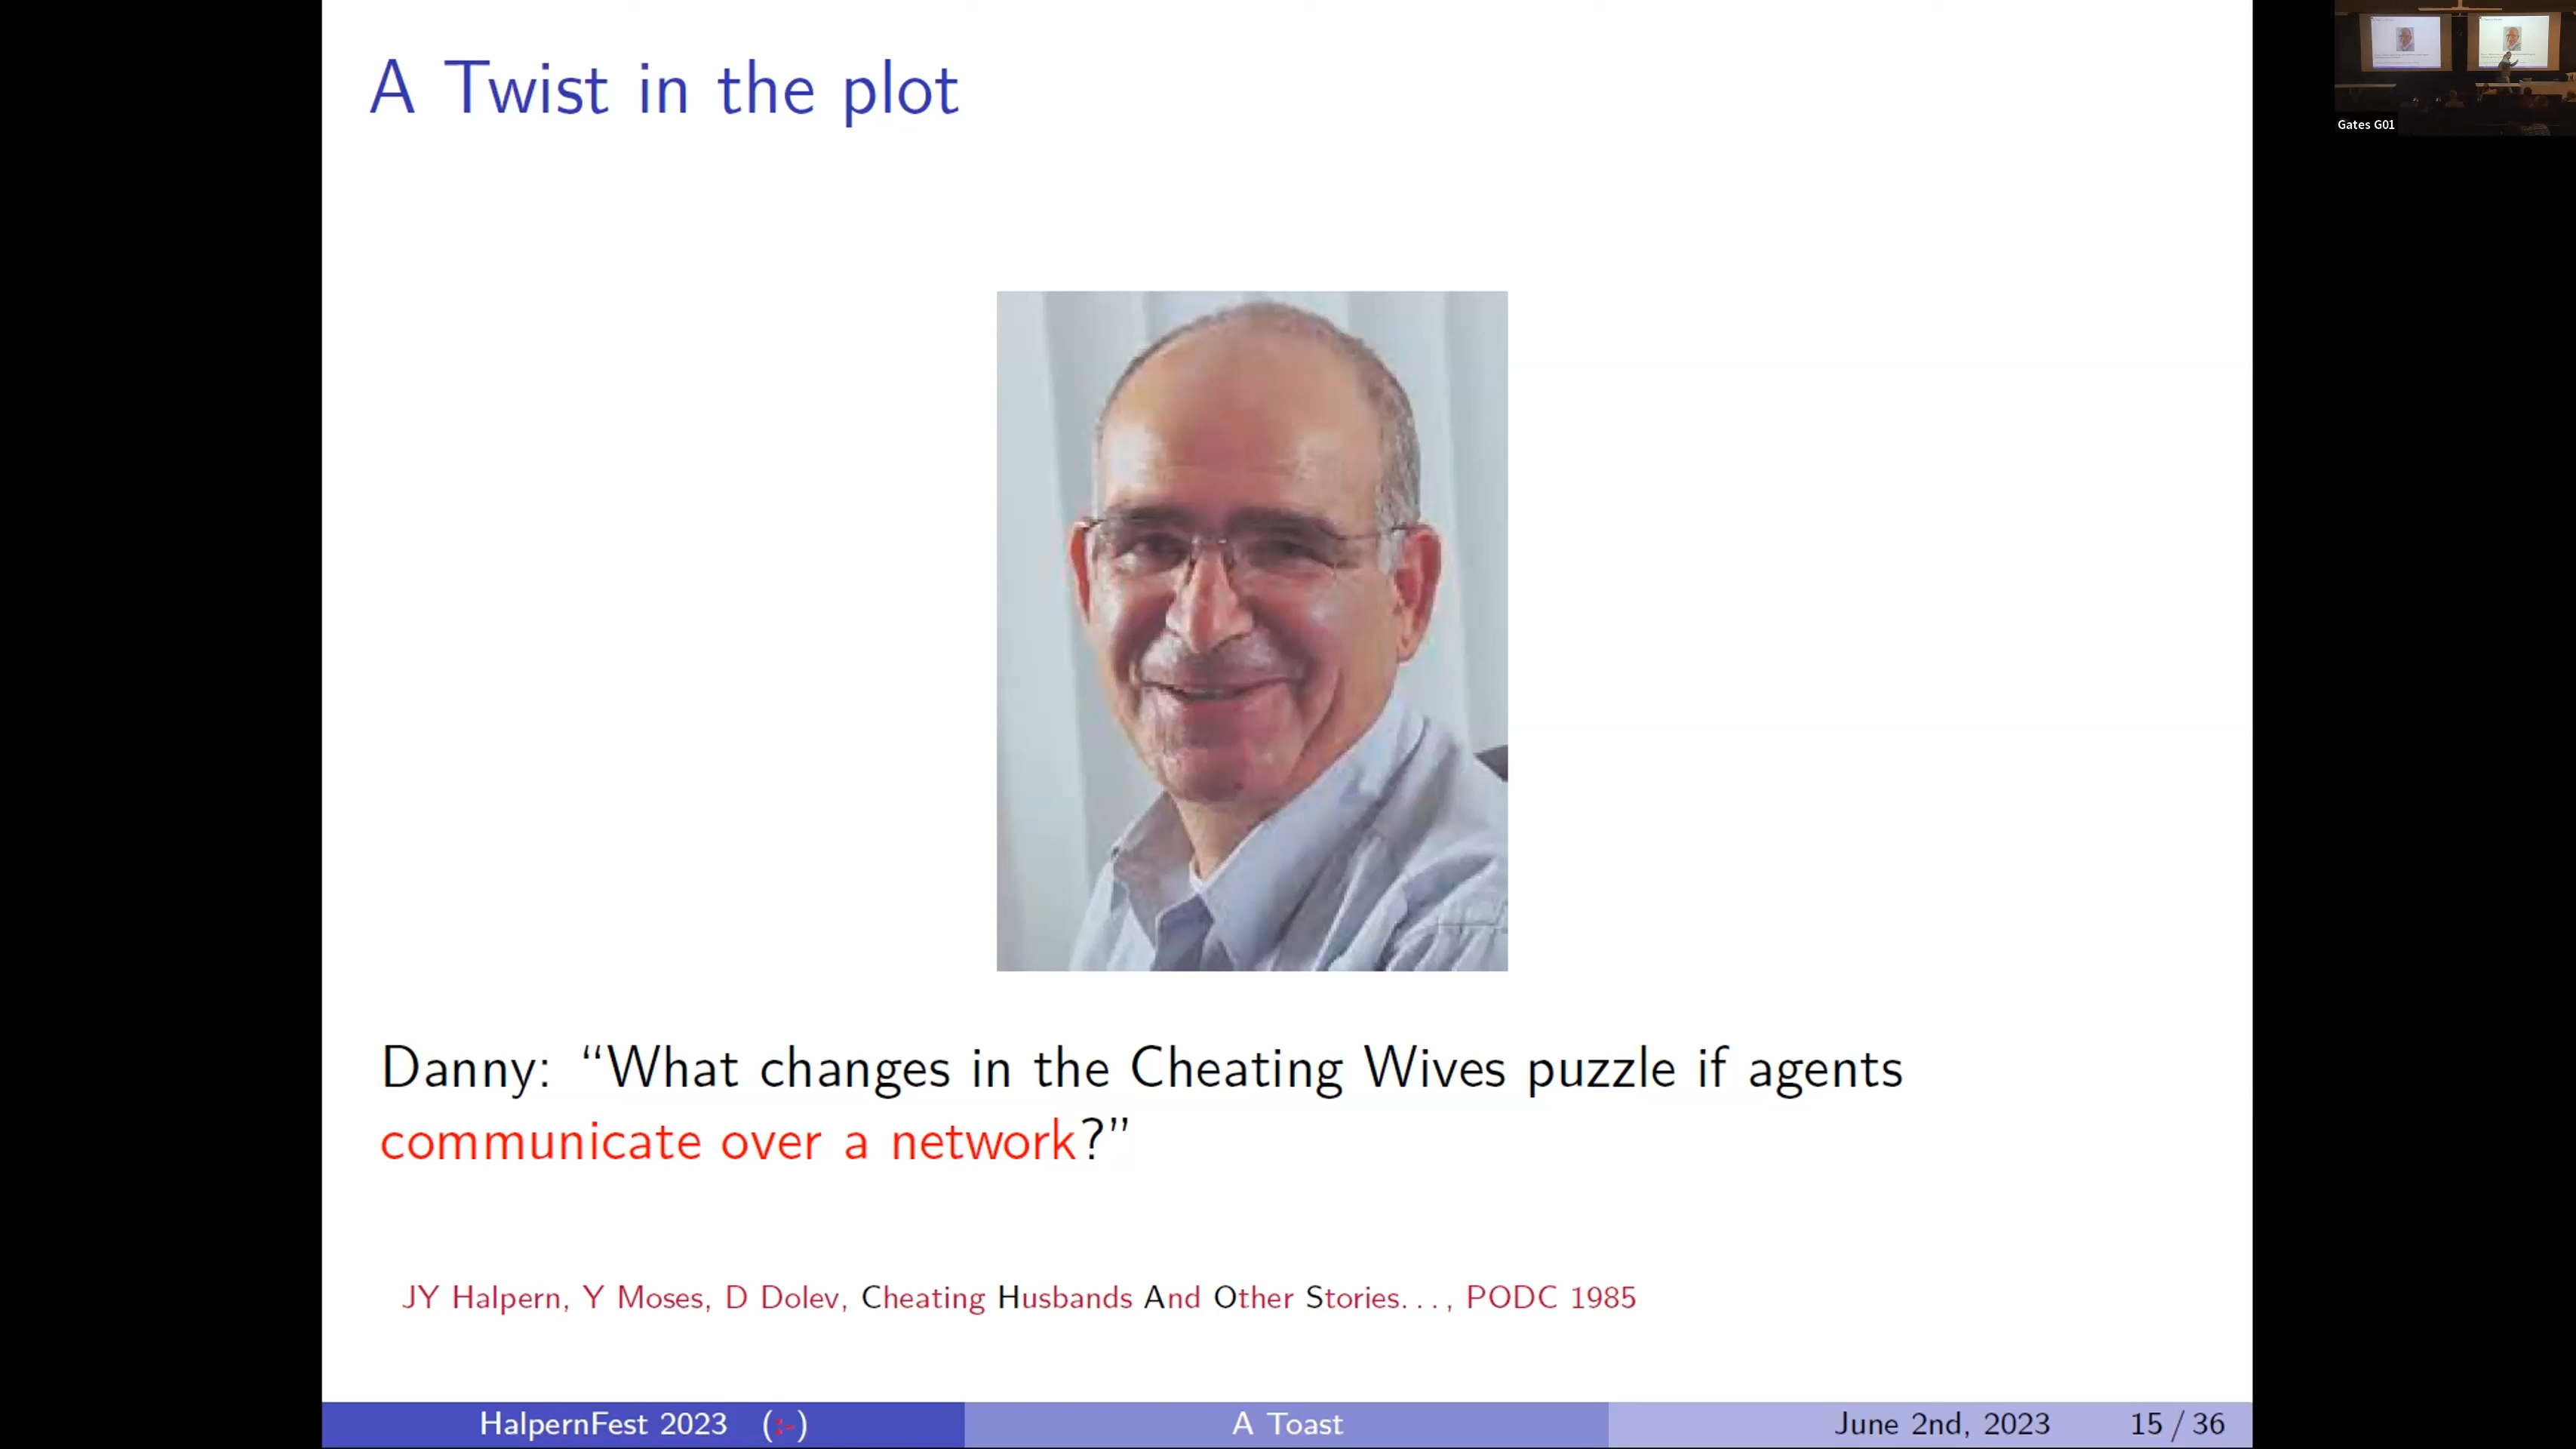 A Twist in the plot
Gates G01
Danny: “What changes in the Cheating Wives puzzle if agents
communicate over a network?”
JY Halpern, Y Moses, D Dolev, Cheating Husbands And Other Stories. . . , PODC 1985
HalpernFest 2023 (:-)
A Toast
June 2nd, 2023
15 / 36